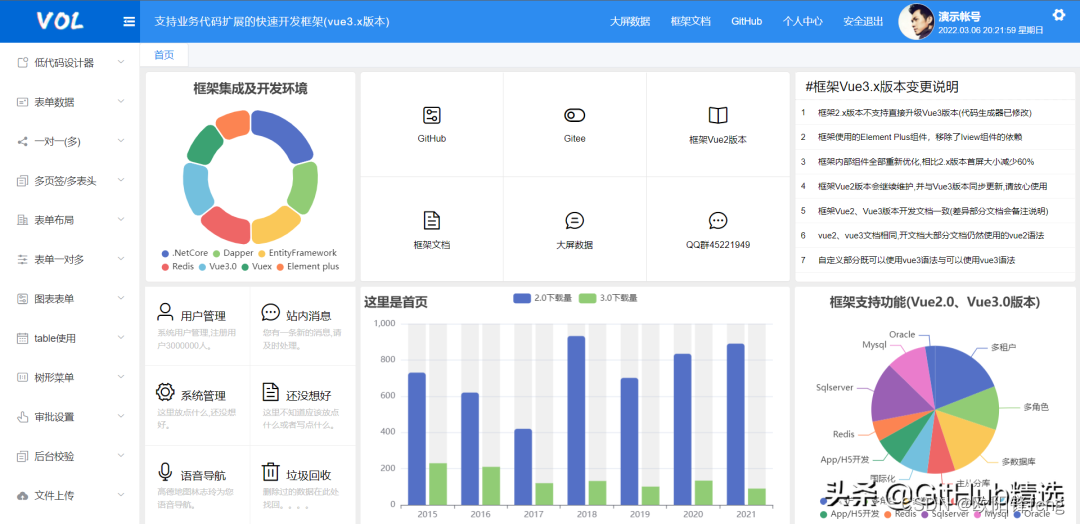 VOL
支持业务代码扩展的快速开发框架(vue3.x版本)
大屏数据
框架文档
GitHub
个人中心
安全退出
演示帐号
2022.03.06 20:21:59 星期日
低代码设计器
表单数据
一对一(多)
多页签/多表头
表单布局
表单一对多
图表表单
table使用
树形菜单
审批设置
后台校验
文件上传
首页
框架集成及开发环境
.NetCore
Dapper
EntityFramework
Redis
Vue3.0
Vuex
Element plus
GitHub
Gitee
框架Vue2版本
框架文档
大屏数据
QQ群45221949
#框架Vue3.x版本变更说明
1 框架2.x版本不支持直接升级Vue3版本(代码生器已修改)
2 框架使用的Element Plus组件，移除了Iview组件的依赖
3 框架内部组件全部重新优化,相比2.x版本首屏大小减少60%
4 框架Vue2版本会继续维护,并与Vue3版本同步更新,请放心使用
5 框架Vue2、Vue3版本开发文档一致(差异部分文档会备注说明)
6 vue2、vue3文档相同,开文档大部分文档仍然使用的vue2语法
7 自定义部分既可以使用vue3语法与可以使用vue3语法
用户管理
系统用户管理,注册用
户3000000人。
站内消息
您有一条新的消息,请
及时处理。
系统管理
这里放点什么,还没想
好。
还没想好
这里不知道应该放点
什么或者写点什么。
语音导航
高德地图林志玲为您
语音导航。
垃圾回收
删除过的数据在此处
找回。。。。
这里是首页
2.0下载量
3.0下载量
1,000
800
600
400
200
0
2015
2016
2017
2018
2019
2020
2021
框架支持功能(Vue2.0、Vue3.0版本)
Oracle
Mysql
Sqlserver
Redis
App/H5开发
国际化
主从分库
多数据库
多角色
多租户
App/H5开发
Redis
Sqlserver
Mysql
Oracle
头条 @GitHub精选